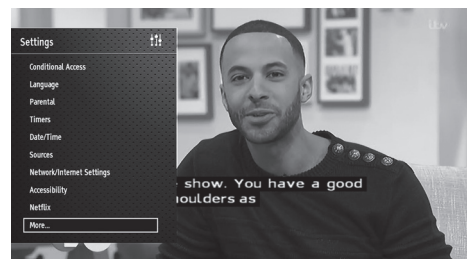 itv
Settings
Conditional Access
Language
Parental
Timers
Date/Time
Sources
Network/Internet Settings
Accessibility
Netflix
More...
show. You have a good
as